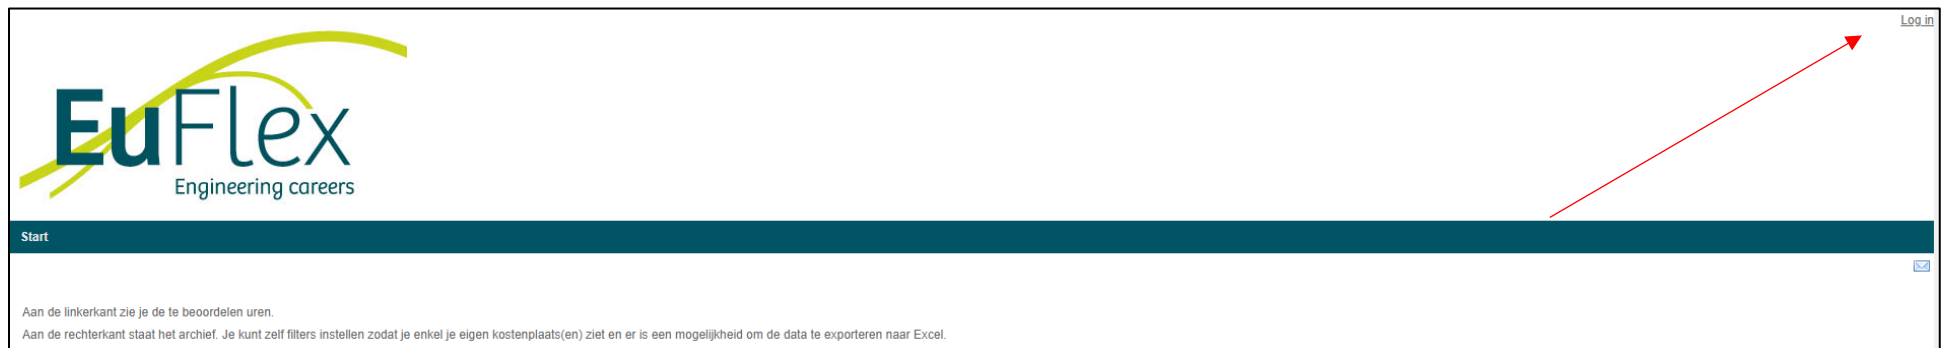 Log in
EuFlex
Engineering careers
Start
Aan de linkerkant zie je de te beoordelen uren.
Aan de rechterkant staat het archief. Je kunt zelf filters instellen zodat je enkel je eigen kostenplaats(en) ziet en er is een mogelijkheid om de data te exporteren naar Excel.